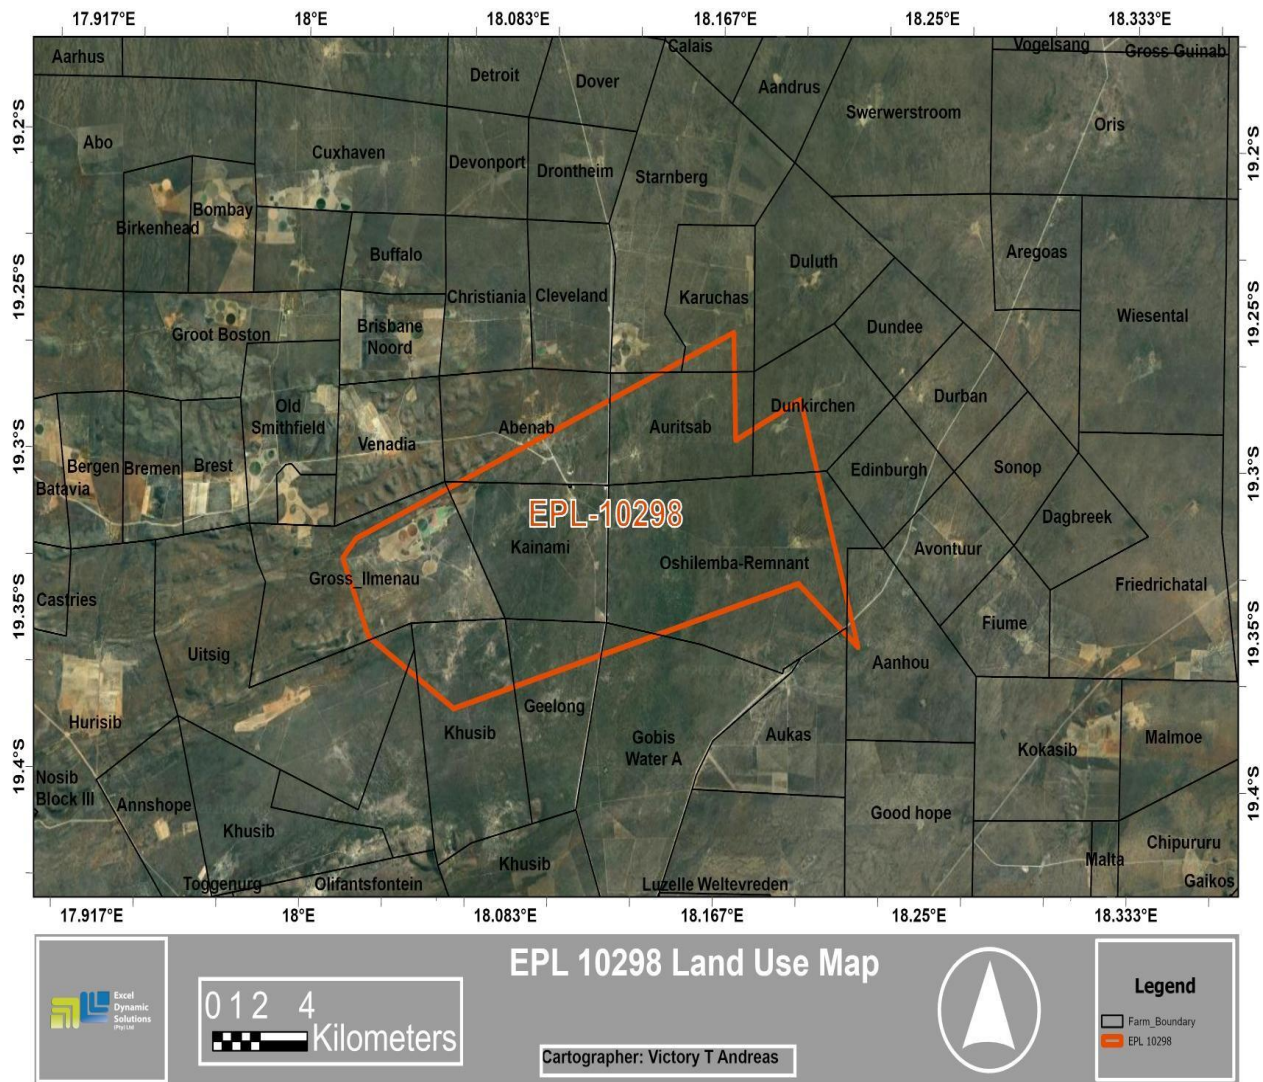 17.917°E 18°E 18.083°E 18.167°E 18.25°E 18.333°E
Aarhus
Detroit
Dover
Calais
Aandrus
Vogelsang
Gross Guinab
19.2°S
Abo
Cuxhaven
Devonport
Drontheim
Starnberg
Swerwerstroom
Oris
19.2°S
Birkenhead
Bombay
Buffalo
Christiania
Cleveland
Karuchas
Duluth
Aregoas
19.25°S
Groot Boston
Brisbane
Noord
Dundee
Wiesental
19.25°S
Old
Smithfield
Venadia
Abenab
Auritsab
Dunkirchen
Durban
19.3°S
Bergen
Batavia
Bremen
Brest
Edinburgh
Sonop
Dagbreek
19.3°S
EPL-10298
Kainami
Oshilemba-Remnant
Avontuur
Gross_Ilmenau
Friedrichatal
19.35°S
Castries
Uitsig
Fiume
Aanhou
19.35°S
Hurisib
Khusib
Geelong
Gobis
Water A
Aukas
Kokasib
Malmoe
19.4°S
Nosib
Block III
Annshope
Khusib
Khusib
Good hope
Chipururu
19.4°S
Toggenurg
Olifantsfontein
Luzelle Weltevreden
Malta
Gaikos
17.917°E 18°E 18.083°E 18.167°E 18.25°E 18.333°E
EPL 10298 Land Use Map
Excel
Dynamic
Solutions
(Pty) Ltd
0 1 2 4
Kilometers
Cartographer: Victory T Andreas
Legend
Farm_Boundary
EPL 10298